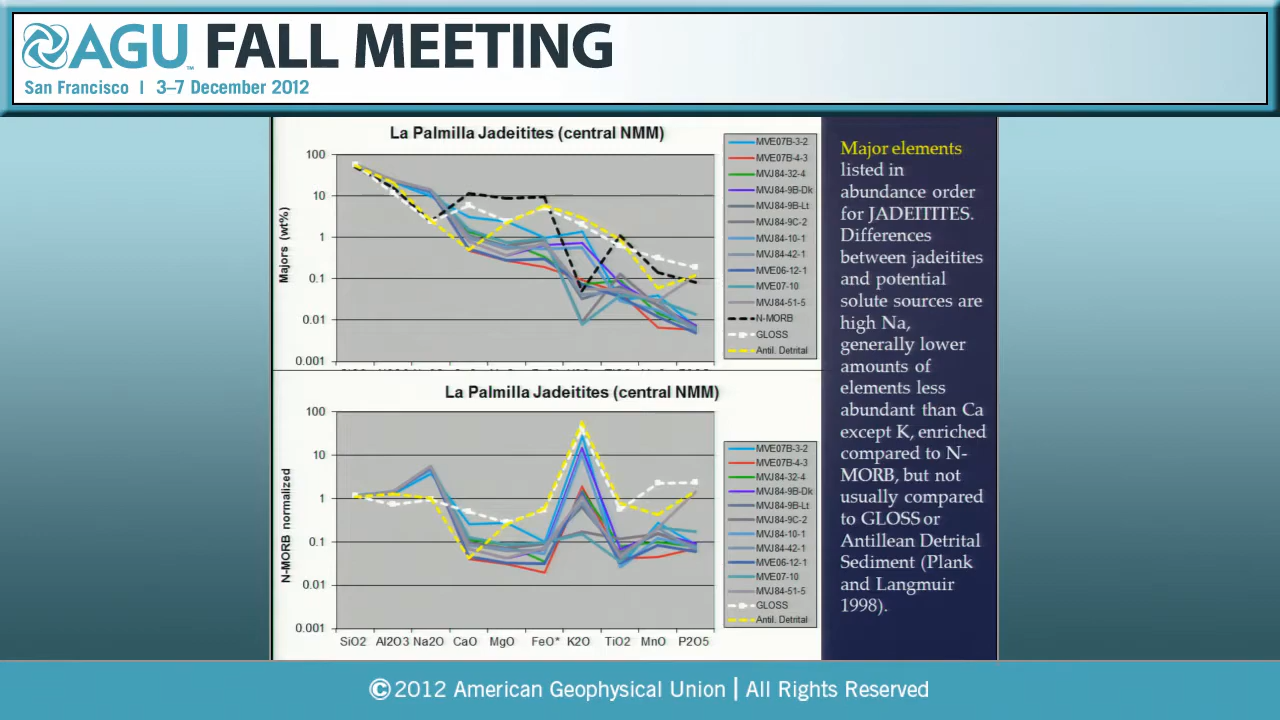 AGU FALL MEETING
San Francisco | 3–7 December 2012
La Palmilla Jadeitites (central NMM)
Majors (wt%)
100
10
1
0.1
0.01
0.001
MVE07B-3-2
MVE07B-4-3
MVJ84-32-4
MVJ84-9B-Dk
MVJ84-9B-Lt
MVJ84-9C-2
MVJ84-10-1
MVJ84-42-1
MVE06-12-1
MVE07-10
MVJ84-51-5
N-MORB
GLOSS
Antil. Detrital
La Palmilla Jadeitites (central NMM)
N-MORB normalized
100
10
1
0.1
0.01
0.001
SiO2 Al2O3 Na2O CaO MgO FeO* K2O TiO2 MnO P2O5
MVE07B-3-2
MVE07B-4-3
MVJ84-32-4
MVJ84-9B-Dk
MVJ84-9B-Lt
MVJ84-9C-2
MVJ84-10-1
MVJ84-42-1
MVE06-12-1
MVE07-10
MVJ84-51-5
GLOSS
Antil. Detrital
Major elements
listed in
abundance order
for JADEITITES.
Differences
between jadeitites
and potential
solute sources are
high Na,
generally lower
amounts of
elements less
abundant than Ca
except K, enriched
compared to N-
MORB, but not
usually compared
to GLOSS or
Antillean Detrital
Sediment (Plank
and Langmuir
1998).
©2012 American Geophysical Union | All Rights Reserved